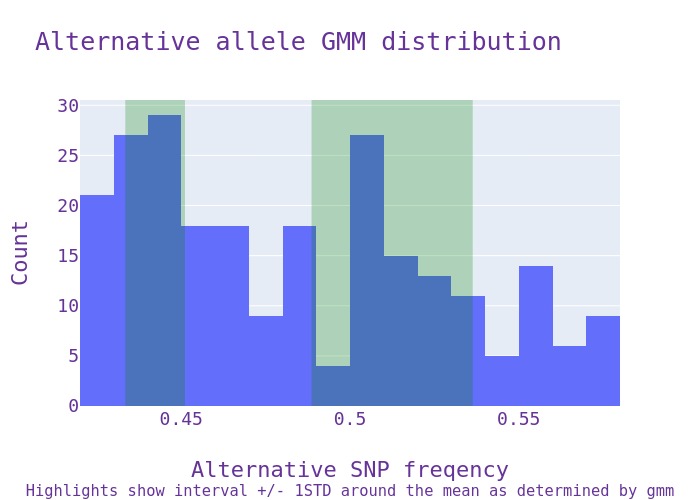 Alternative allele GMM distribution
30
25
20
15
10
5
0
Count
0.45 0.5 0.55
Alternative SNP freqency
Highlights show interval +/- 1STD around the mean as determined by gmm